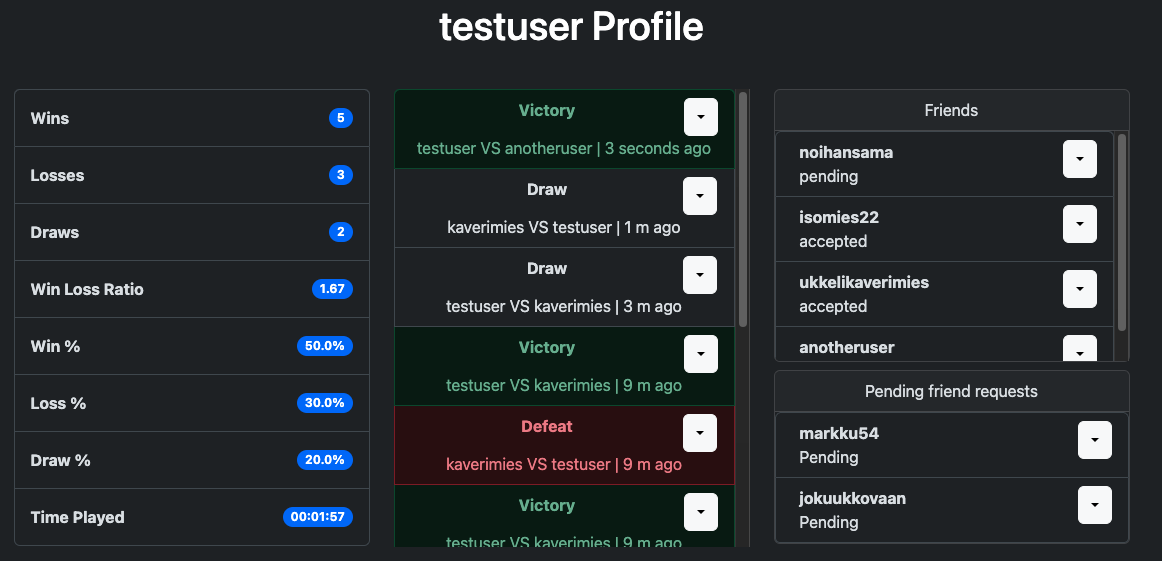 testuser Profile
Wins 5
Losses 3
Draws 2
Win Loss Ratio 1.67
Win % 50.0%
Loss % 30.0%
Draw % 20.0%
Time Played 00:01:57
Victory
testuser VS anotheruser | 3 seconds ago
Draw
kaverimies VS testuser | 1 m ago
Draw
testuser VS kaverimies | 3 m ago
Victory
testuser VS kaverimies | 9 m ago
Defeat
kaverimies VS testuser | 9 m ago
Victory
testuser VS kaverimies | 9 m ago
Friends
noihansama
pending
isomies22
accepted
ukkelikaverimies
accepted
anotheruser
Pending friend requests
markku54
Pending
jokuukkovaan
Pending